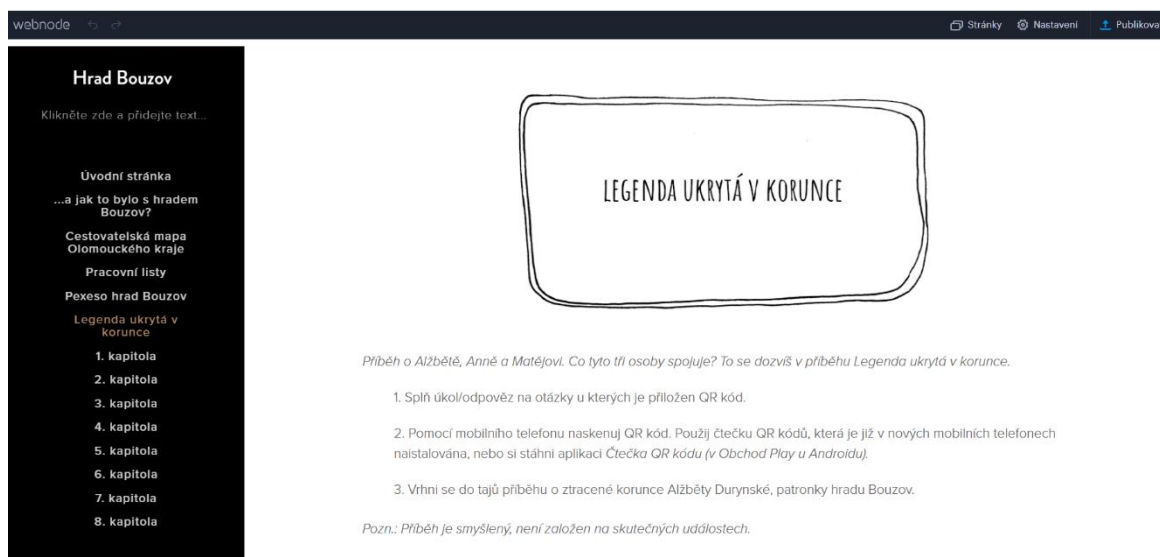 webnode
Stránky
Nastavení
Publikova
Hrad Bouzov
Klikněte zde a přidejte text...
Úvodní stránka
...a jak to bylo s hradem
Bouzov?
Cestovatelská mapa
Olomouckého kraje
Pracovní listy
Pexeso hrad Bouzov
Legenda ukrytá v
korunce
1. kapitola
2. kapitola
3. kapitola
4. kapitola
5. kapitola
6. kapitola
7. kapitola
8. kapitola
LEGENDA UKRYTÁ V KORUNCE
Příběh o Alžbětě, Anně a Matějovi. Co tyto tři osoby spojuje? To se dozvíš v příběhu Legenda ukrytá v korunce.
1. Splň úkol/odpověz na otázky u kterých je přiložen QR kód.
2. Pomocí mobilního telefonu naskenuj QR kód. Použij čtečku QR kódů, která je již v nových mobilních telefonech
naistalována, nebo si stáhni aplikaci Čtečka QR kódu (v Obchod Play u Androidu).
3. Vrhni se do tajů příběhu o ztracené korunce Alžběty Durynské, patronky hradu Bouzov.
Pozn.: Příběh je smyšlený, není založen na skutečných událostech.